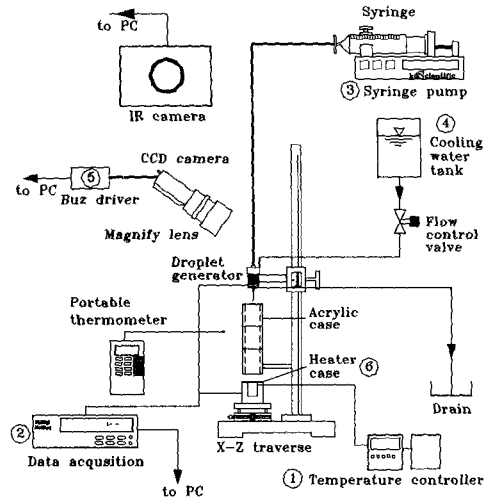 Syringe
to PC
IR camera
kdScientific
③ Syringe pump
④
Cooling
water
tank
CCD camera
⑤
to PC
Buz driver
Magnify lens
Flow
control
valve
Droplet
generator
Portable
thermometer
Acrylic
case
Heater
case ⑥
Drain
X-Z traverse
②
Data acqusition
① Temperature controller
to PC